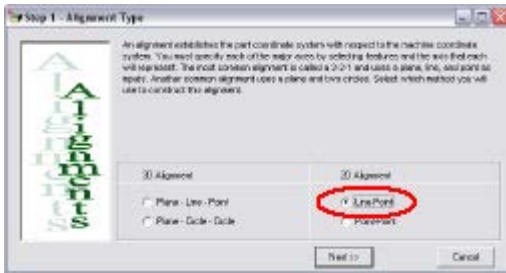 Step 1 - Alignment Type
An alignment establishes the part coordinate system with respect to the machine coordinate
system. You must specify each of the major axes by selecting features and the axis that each
will represent. The most common alignment is called a 3-2-1 and uses a plane, line, and point as
inputs. Another common alignment uses a plane and two circles. Select which method you will
use to construct the alignment.
Alignments
3D Alignment
2D Alignment
Plane - Line - Point
Line-Point
Plane - Circle - Circle
Point-Point
Next >>
Cancel